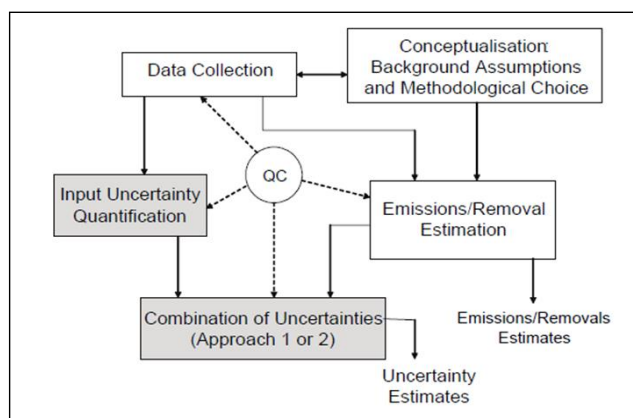 Conceptualisation:
Background Assumptions
and Methodological Choice
Data Collection
QC
Input Uncertainty
Quantification
Emissions/Removal
Estimation
Combination of Uncertainties
(Approach 1 or 2)
Emissions/Removals
Estimates
Uncertainty
Estimates